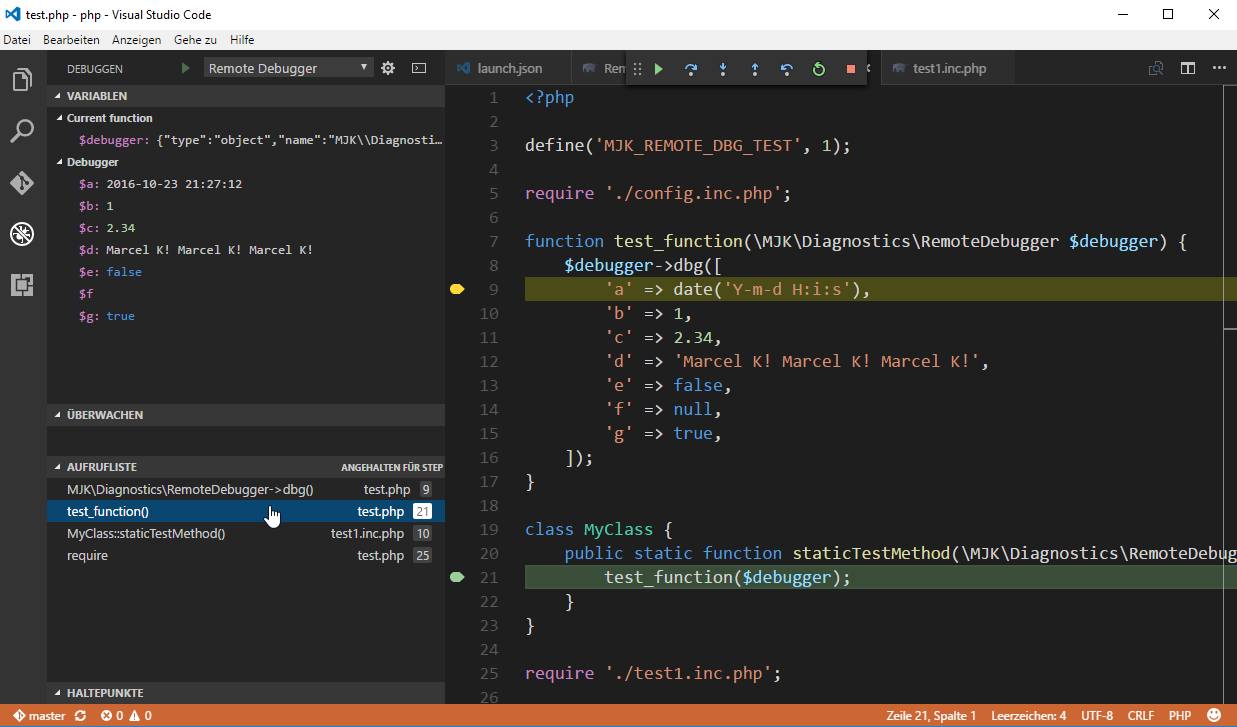 test.php - php - Visual Studio Code
Datei Bearbeiten Anzeigen Gehe zu Hilfe
DEBUGGEN Remote Debugger
VARIABLEN
Current function
$debugger: {"type":"object","name":"MJK\\Diagnosti…
Debugger
$a: 2016-10-23 21:27:12
$b: 1
$c: 2.34
$d: Marcel K! Marcel K! Marcel K!
$e: false
$f
$g: true
ÜBERWACHEN
AUFRUFLISTE ANGEHALTEN FÜR STEP
MJK\Diagnostics\RemoteDebugger->dbg() test.php 9
test_function() test.php 21
MyClass::staticTestMethod() test1.inc.php 10
require test.php 25
HALTEPUNKTE
launch.json Rem test1.inc.php
1 <?php
2
3 define('MJK_REMOTE_DBG_TEST', 1);
4
5 require './config.inc.php';
6
7 function test_function(\MJK\Diagnostics\RemoteDebugger $debugger) {
8 $debugger->dbg([
9 'a' => date('Y-m-d H:i:s'),
10 'b' => 1,
11 'c' => 2.34,
12 'd' => 'Marcel K! Marcel K! Marcel K!',
13 'e' => false,
14 'f' => null,
15 'g' => true,
16 ]);
17 }
18
19 class MyClass {
20 public static function staticTestMethod(\MJK\Diagnostics\RemoteDebug
21 test_function($debugger);
22 }
23 }
24
25 require './test1.inc.php';
26
master 0 0 Zeile 21, Spalte 1 Leerzeichen: 4 UTF-8 CRLF PHP